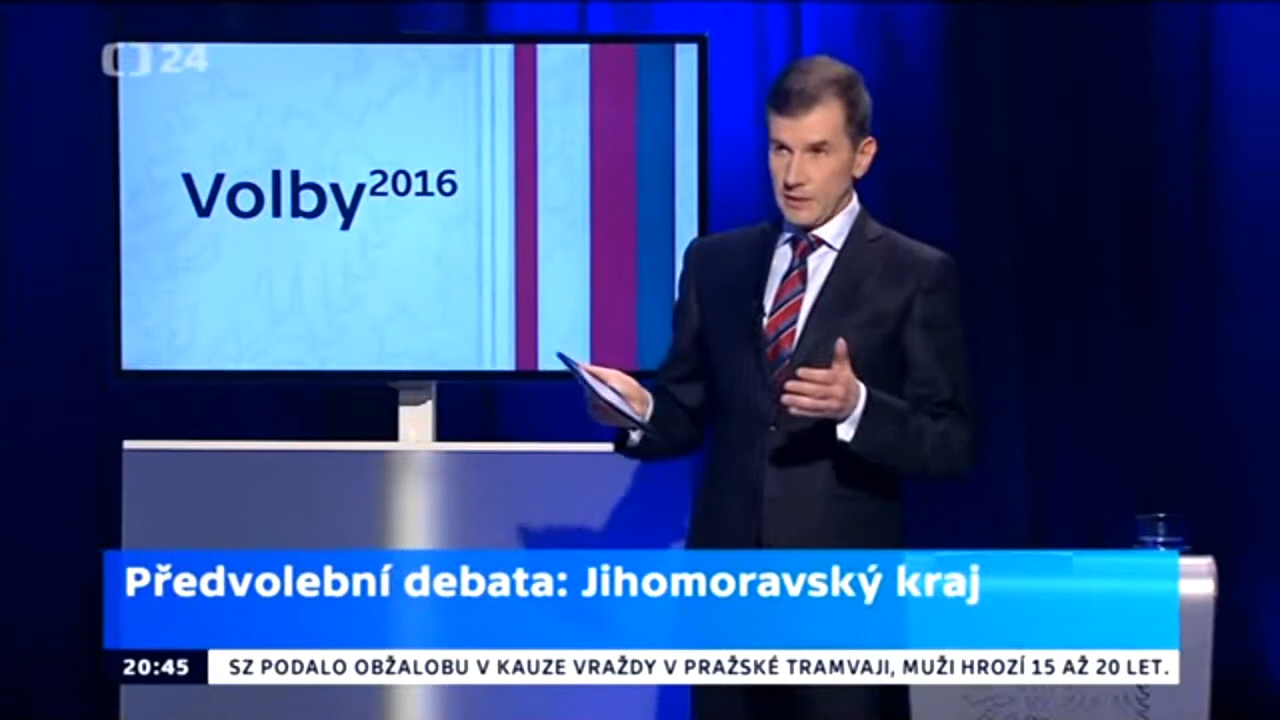 ČT24
Volby2016
Předvolební debata: Jihomoravský kraj
20:45 SZ PODALO OBŽALOBU V KAUZE VRAŽDY V PRAŽSKÉ TRAMVAJI, MUŽI HROZÍ 15 AŽ 20 LET.